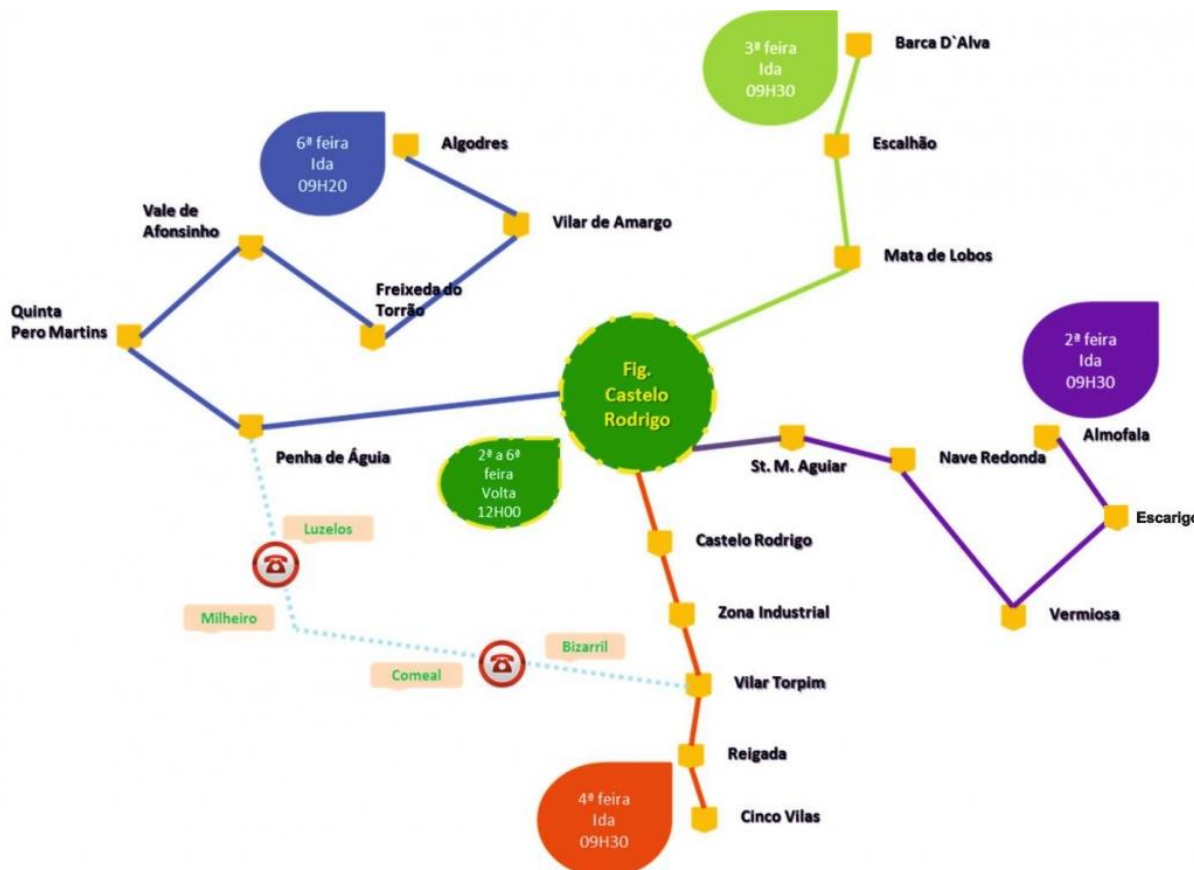 3ª feira
Ida
09H30
Barca D`Alva
6ª feira
Ida
09H20
Algodres
Escalhão
Vale de
Afonsinho
Vilar de Amargo
Mata de Lobos
Quinta
Pero Martins
Freixeda do
Torrão
2ª feira
Ida
09H30
Fig.
Castelo
Rodrigo
Almofala
Penha de Águia
2ª a 6ª
feira
Volta
12H00
St. M. Aguiar
Nave Redonda
Escarigo
Luzelos
Castelo Rodrigo
Milheiro
Zona Industrial
Vermiosa
Bizarril
Comeal
Vilar Torpim
Reigada
4ª feira
Ida
09H30
Cinco Vilas